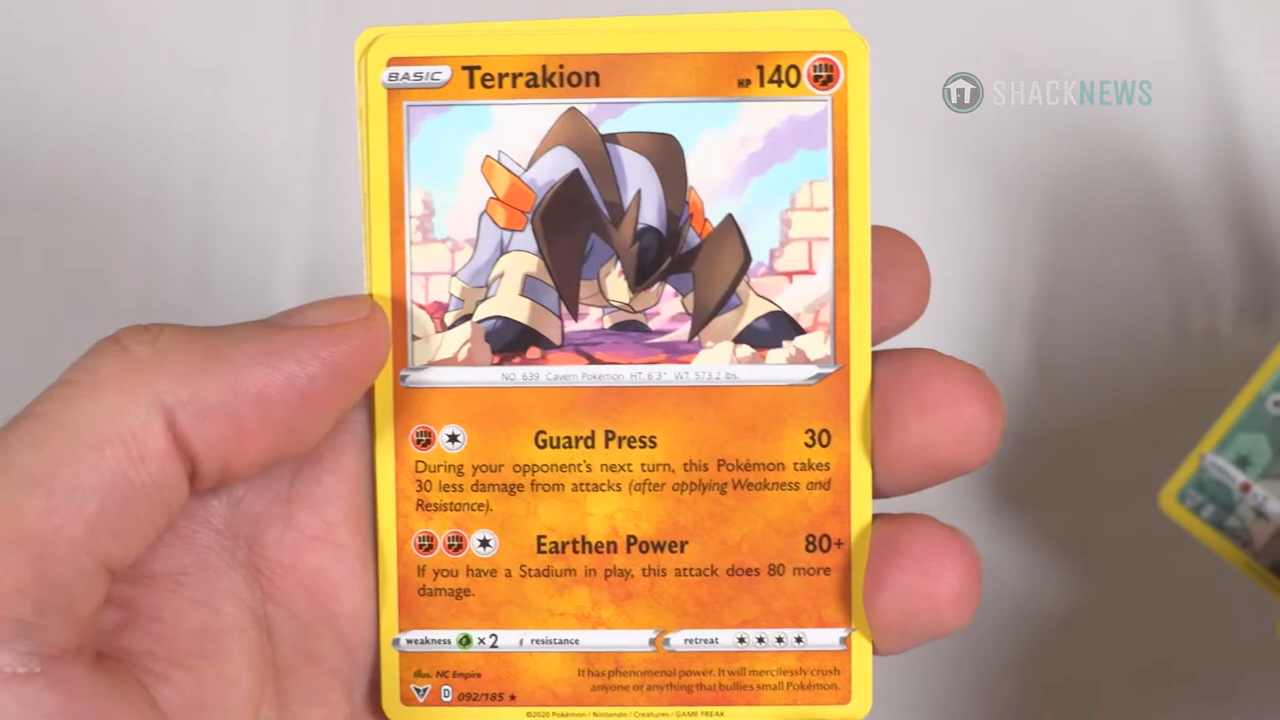 BASIC Terrakion HP 140
SHACKNEWS
NO. 639 Cavern Pokémon HT. 6'3" WT. 573.2 lbs.
Guard Press 30
During your opponent's next turn, this Pokémon takes
30 less damage from attacks (after applying Weakness and
Resistance).
Earthen Power 80+
If you have a Stadium in play, this attack does 80 more
damage.
weakness ×2 resistance retreat
Illus. NC Empire
It has phenomenal power. It will mercilessly crush
anyone or anything that bullies small Pokémon.
D 092/185 ★
©2020 Pokémon / Nintendo / Creatures / GAME FREAK